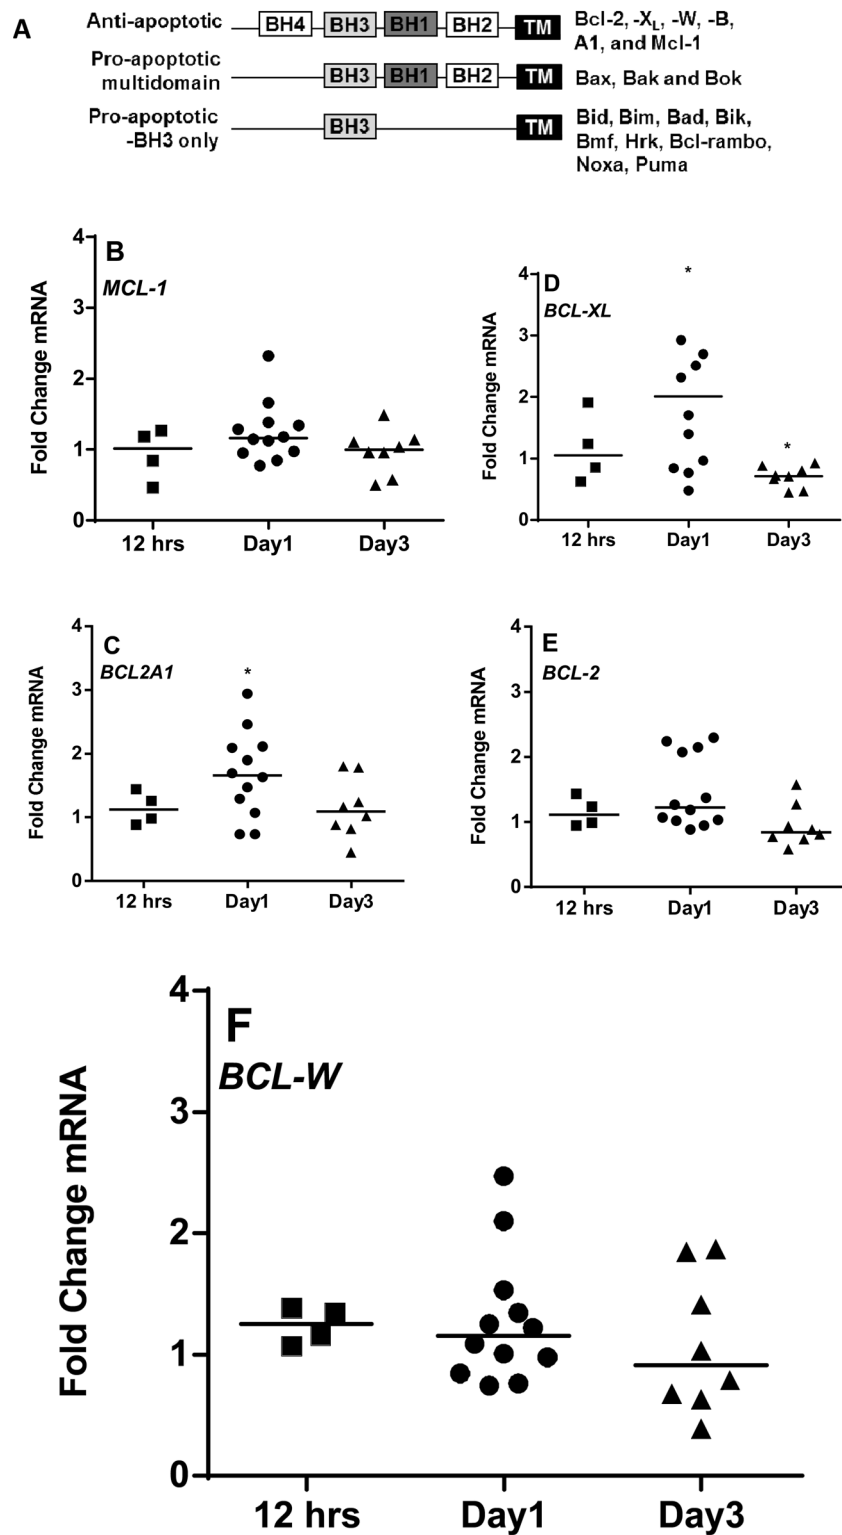 A
Anti-apoptotic BH4 BH3 BH1 BH2 TM Bcl-2, -XL, -W, -B,
A1, and Mcl-1
Pro-apoptotic
multidomain BH3 BH1 BH2 TM Bax, Bak and Bok
Pro-apoptotic
-BH3 only BH3 TM Bid, Bim, Bad, Bik,
Bmf, Hrk, Bcl-rambo,
Noxa, Puma
B
MCL-1
Fold Change mRNA
4
3
2
1
0
12 hrs Day1 Day3
D
BCL-XL
Fold Change mRNA
4
3
2
1
0
*
*
12 hrs Day1 Day3
C
BCL2A1
Fold Change mRNA
4
3
2
1
0
*
12 hrs Day1 Day3
E
BCL-2
Fold Change mRNA
4
3
2
1
0
12 hrs Day1 Day3
F
BCL-W
Fold Change mRNA
4
3
2
1
0
12 hrs Day1 Day3